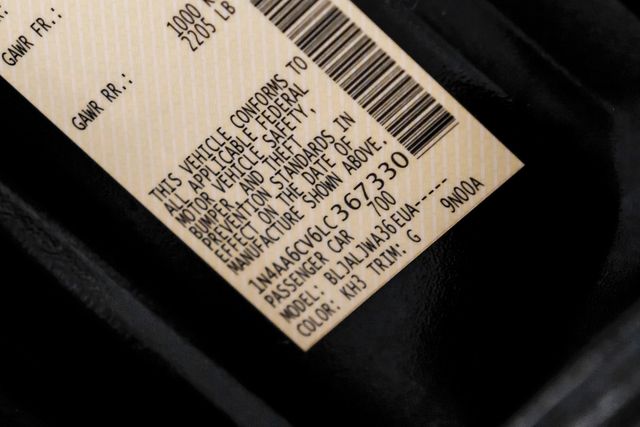 GAWR FR.:
1000
2205 LB
GAWR RR.:
THIS VEHICLE CONFORMS TO
ALL APPLICABLE FEDERAL
MOTOR VEHICLE SAFETY,
BUMPER, AND THEFT
PREVENTION STANDARDS IN
EFFECT ON THE DATE OF
MANUFACTURE SHOWN ABOVE.
1N4AA6CV6LC367330
PASSENGER CAR 700
MODEL: BLJALJWA36EUA-----
COLOR: KH3 TRIM: G 9N00A